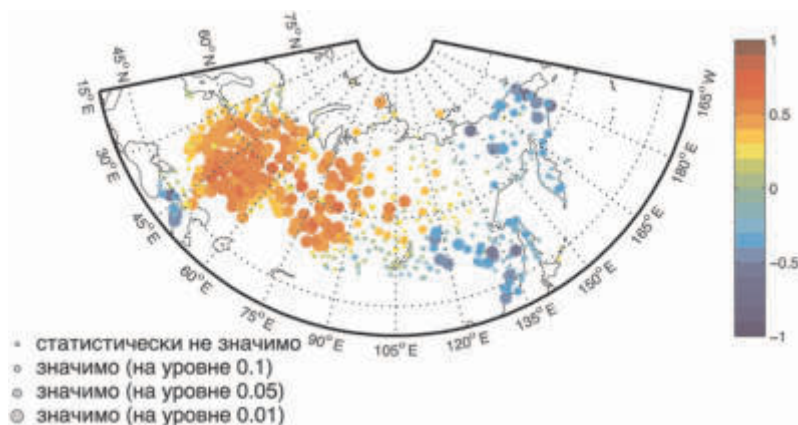 45°N
60°N
75°N
15°E
30°E
45°E
60°E
75°E
90°E
105°E
120°E
135°E
150°E
165°E
180°E
165°W
1
0.5
0
-0.5
-1
статистически не значимо
значимо (на уровне 0.1)
значимо (на уровне 0.05)
значимо (на уровне 0.01)